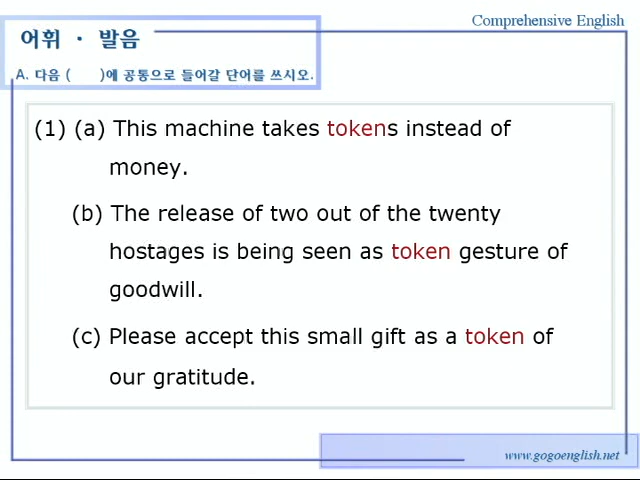 Comprehensive English
어휘 · 발음
A. 다음 (      )에 공통으로 들어갈 단어를 쓰시오.
(1) (a) This machine takes tokens instead of
money.
(b) The release of two out of the twenty
hostages is being seen as token gesture of
goodwill.
(c) Please accept this small gift as a token of
our gratitude.
www.gogoenglish.net